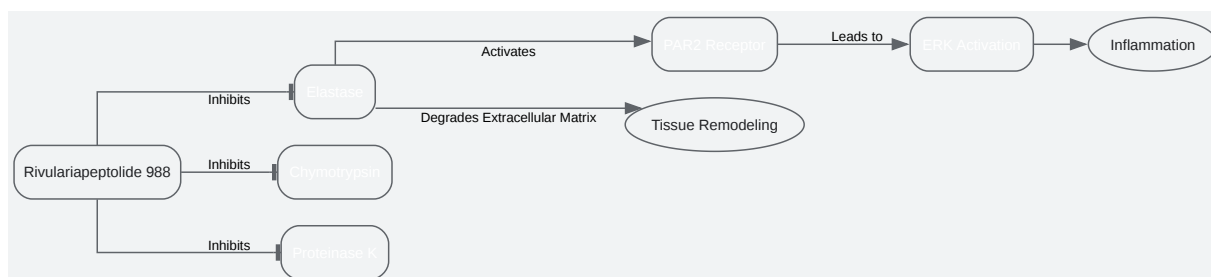 Activates
PAR2 Receptor
Leads to
ERK Activation
Inflammation
Inhibits
Elastase
Degrades Extracellular Matrix
Tissue Remodeling
Rivulariapeptolide 988
Inhibits
Chymotrypsin
Inhibits
Proteinase K